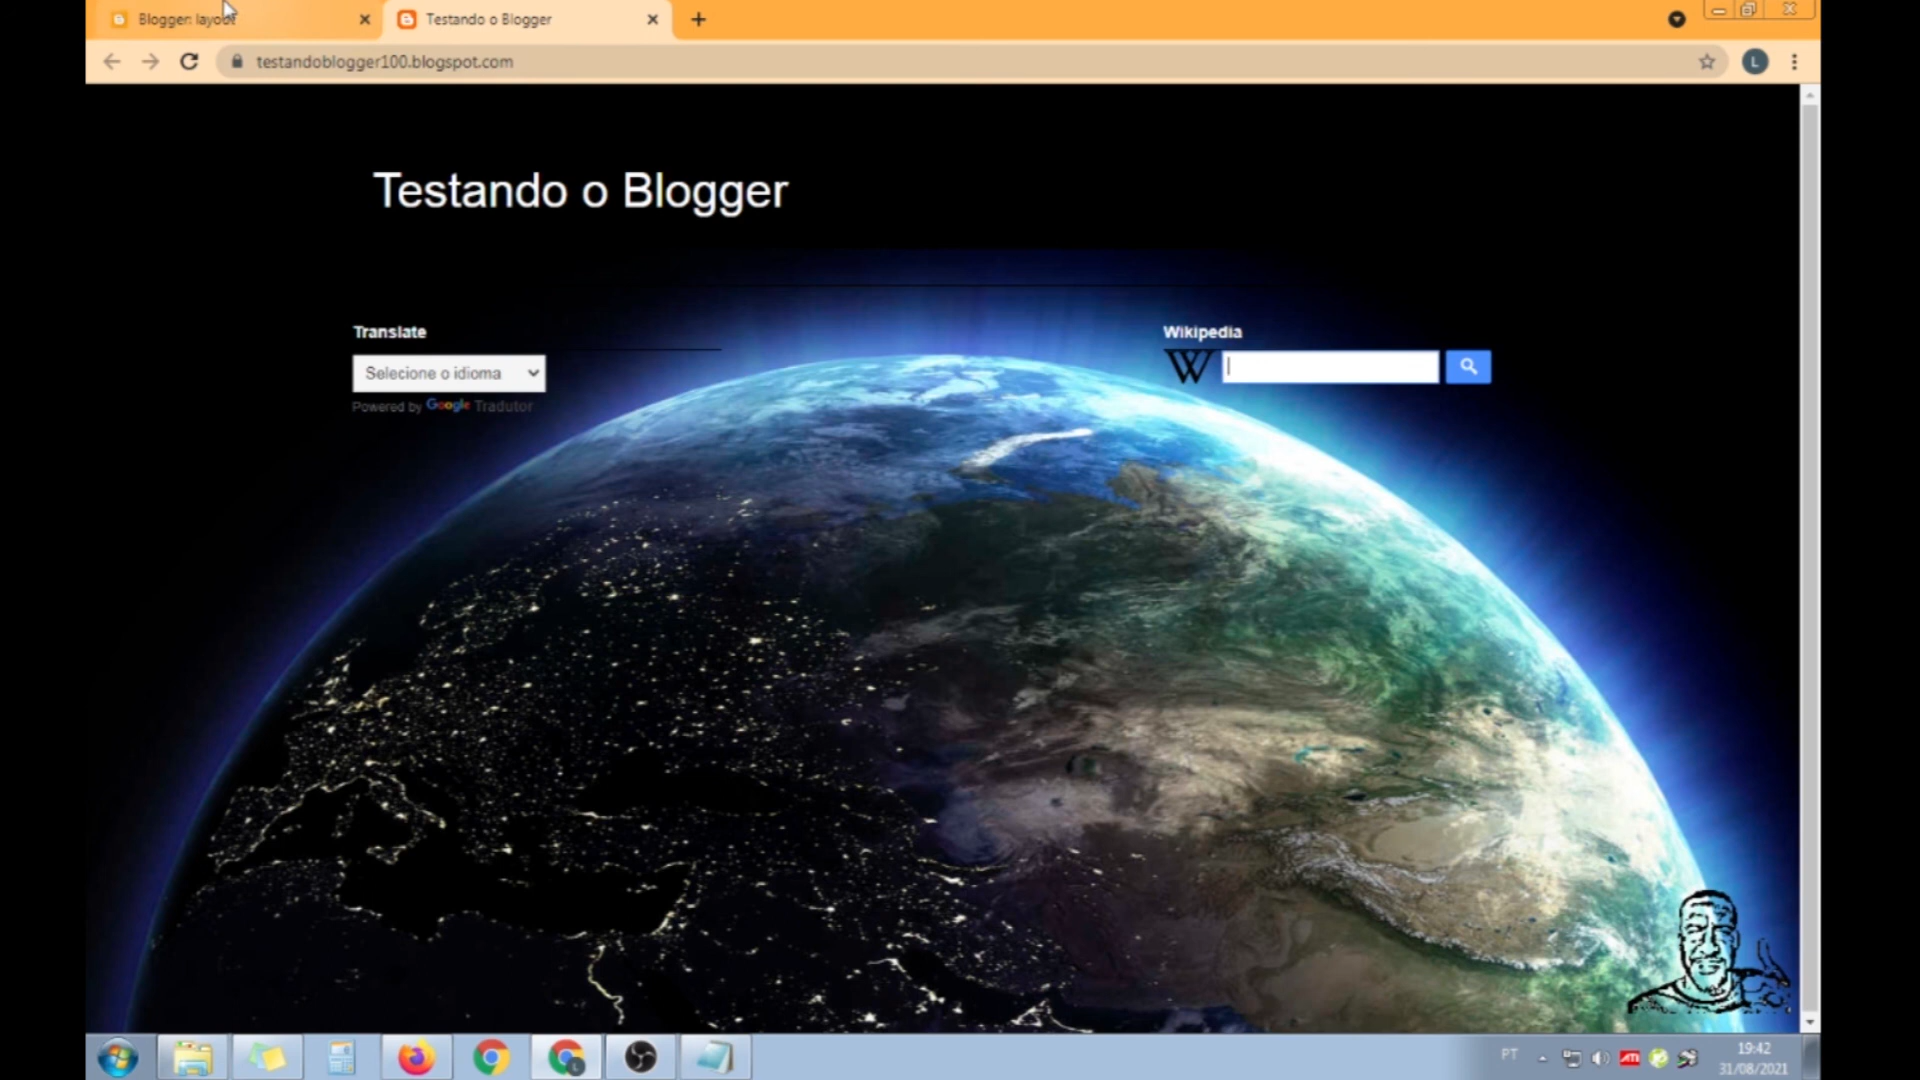 Blogger: layout
Testando o Blogger
testandoblogger100.blogspot.com
L
Testando o Blogger
Translate
Selecione o idioma
Powered by Google Tradutor
Wikipedia
W
PT
ATI
19:42
31/08/2021